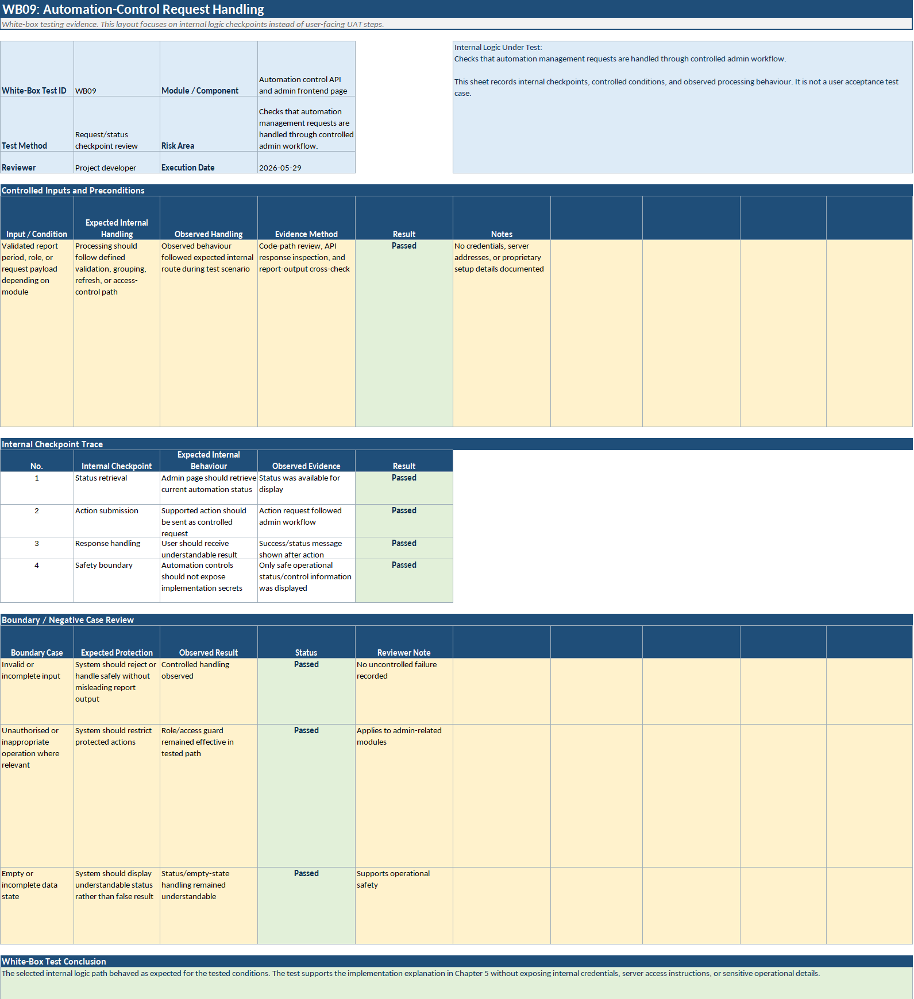 WB09: Automation-Control Request Handling
White-box testing evidence. This layout focuses on internal logic checkpoints instead of user-facing UAT steps.
White-Box Test ID
WB09
Module / Component
Automation control API
and admin frontend page
Internal Logic Under Test:
Checks that automation management requests are handled through controlled admin workflow.
This sheet records internal checkpoints, controlled conditions, and observed processing behaviour. It is not a user acceptance test
case.
Test Method
Request/status
checkpoint review
Risk Area
Checks that automation
management requests are
handled through controlled
admin workflow.
Reviewer
Project developer
Execution Date
2026-05-29
Controlled Inputs and Preconditions
Input / Condition
Expected Internal
Handling
Observed Handling
Evidence Method
Result
Notes
Validated report
period, role, or
request payload
depending on
module
Processing should
follow defined
validation, grouping,
refresh, or access-
control path
Observed behaviour
followed expected internal
route during test scenario
Code-path review, API
response inspection, and
report-output cross-check
Passed
No credentials, server
addresses, or proprietary
setup details documented
Internal Checkpoint Trace
No.
Internal Checkpoint
Expected Internal
Behaviour
Observed Evidence
Result
1
Status retrieval
Admin page should retrieve
current automation status
Status was available for
display
Passed
2
Action submission
Supported action should
be sent as controlled
request
Action request followed
admin workflow
Passed
3
Response handling
User should receive
understandable result
Success/status message
shown after action
Passed
4
Safety boundary
Automation controls
should not expose
implementation secrets
Only safe operational
status/control information
was displayed
Passed
Boundary / Negative Case Review
Boundary Case
Expected Protection
Observed Result
Status
Reviewer Note
Invalid or
incomplete input
System should reject or
handle safely without
misleading report
output
Controlled handling
observed
Passed
No uncontrolled failure
recorded
Unauthorised or
inappropriate
operation where
relevant
System should restrict
protected actions
Role/access guard
remained effective in
tested path
Passed
Applies to admin-related
modules
Empty or
incomplete data
state
System should display
understandable status
rather than false result
Status/empty-state
handling remained
understandable
Passed
Supports operational
safety
White-Box Test Conclusion
The selected internal logic path behaved as expected for the tested conditions. The test supports the implementation explanation in Chapter 5 without exposing internal credentials, server access instructions, or sensitive operational details.